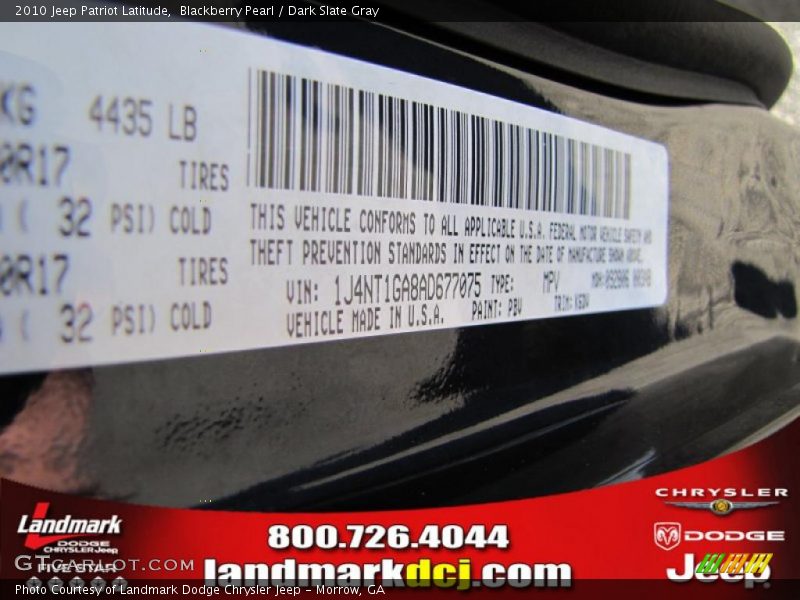 2010 Jeep Patriot Latitude,  Blackberry Pearl / Dark Slate Gray
KG 4435 LB
0R17 TIRES
( 32 PSI) COLD
0R17 TIRES
( 32 PSI) COLD
THIS VEHICLE CONFORMS TO ALL APPLICABLE U.S.A. FEDERAL MOTOR VEHICLE SAFETY AND
THEFT PREVENTION STANDARDS IN EFFECT ON THE DATE OF MANUFACTURE SHOWN ABOVE.
VIN: 1J4NT1GA8AD677075 TYPE: MPV
VEHICLE MADE IN U.S.A. PAINT: PBV TRIM:
Landmark
DODGE
CHRYSLER Jeep
FIVE STAR
GTCarLot.com
800.726.4044
landmarkdcj.com
CHRYSLER
DODGE
Jeep
Photo Courtesy of Landmark Dodge Chrysler Jeep - Morrow, GA